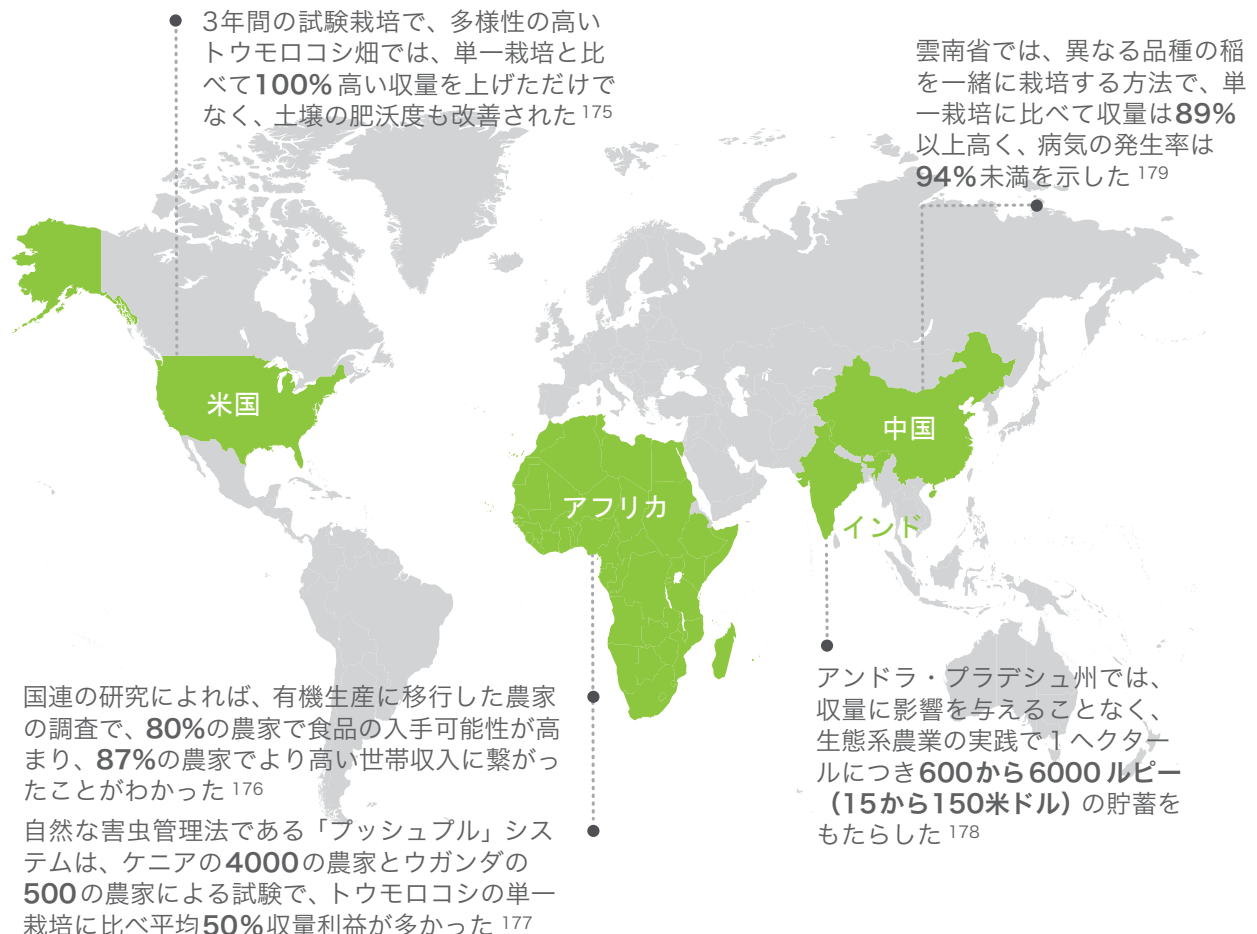 3年間の試験栽培で、多様性の高い
トウモロコシ畑では、単一栽培と比
べて100%高い収量を上げただけで
なく、土壌の肥沃度も改善された 175
雲南省では、異なる品種の稲
を一緒に栽培する方法で、単
一栽培に比べて収量は89%
以上高く、病気の発生率は
94%未満を示した 179
米国
中国
アフリカ
インド
国連の研究によれば、有機生産に移行した農家
の調査で、80%の農家で食品の入手可能性が高
まり、87%の農家でより高い世帯収入に繋がっ
たことがわかった 176
自然な害虫管理法である「プッシュプル」シス
テムは、ケニアの4000の農家とウガンダの
500の農家による試験で、トウモロコシの単一
栽培に比べ平均50%収量利益が多かった 177
アンドラ・プラデシュ州では、
収量に影響を与えることなく、
生態系農業の実践で1ヘクター
ルにつき600から6000ルピー
(15から150米ドル)の貯蓄を
もたらした 178